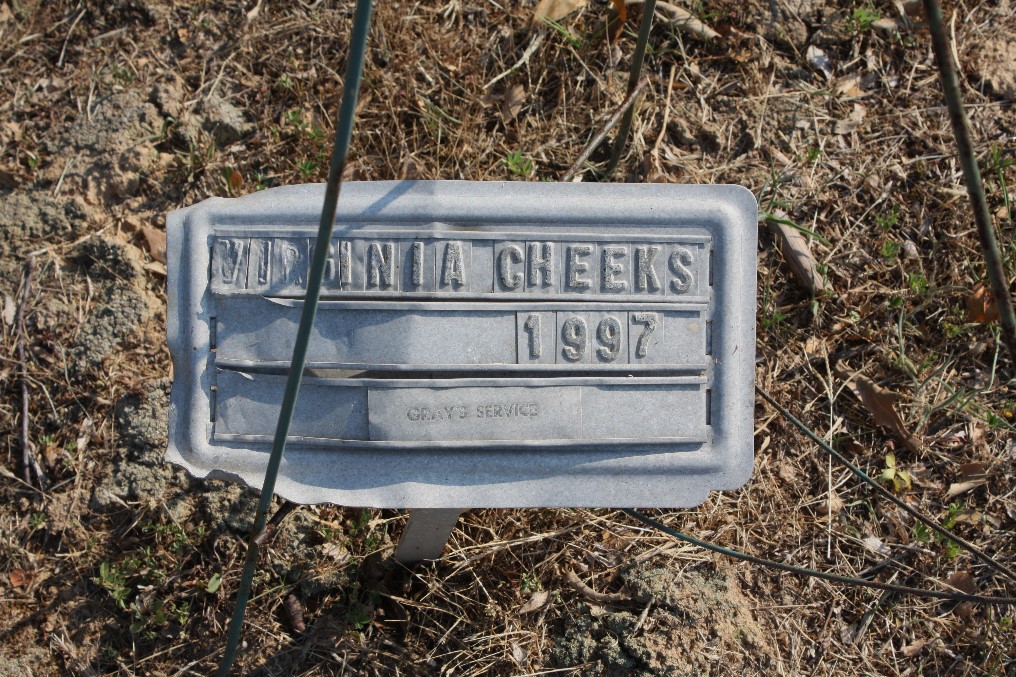 VIRGINIA CHEEKS
1997
GRAY'S SERVICE